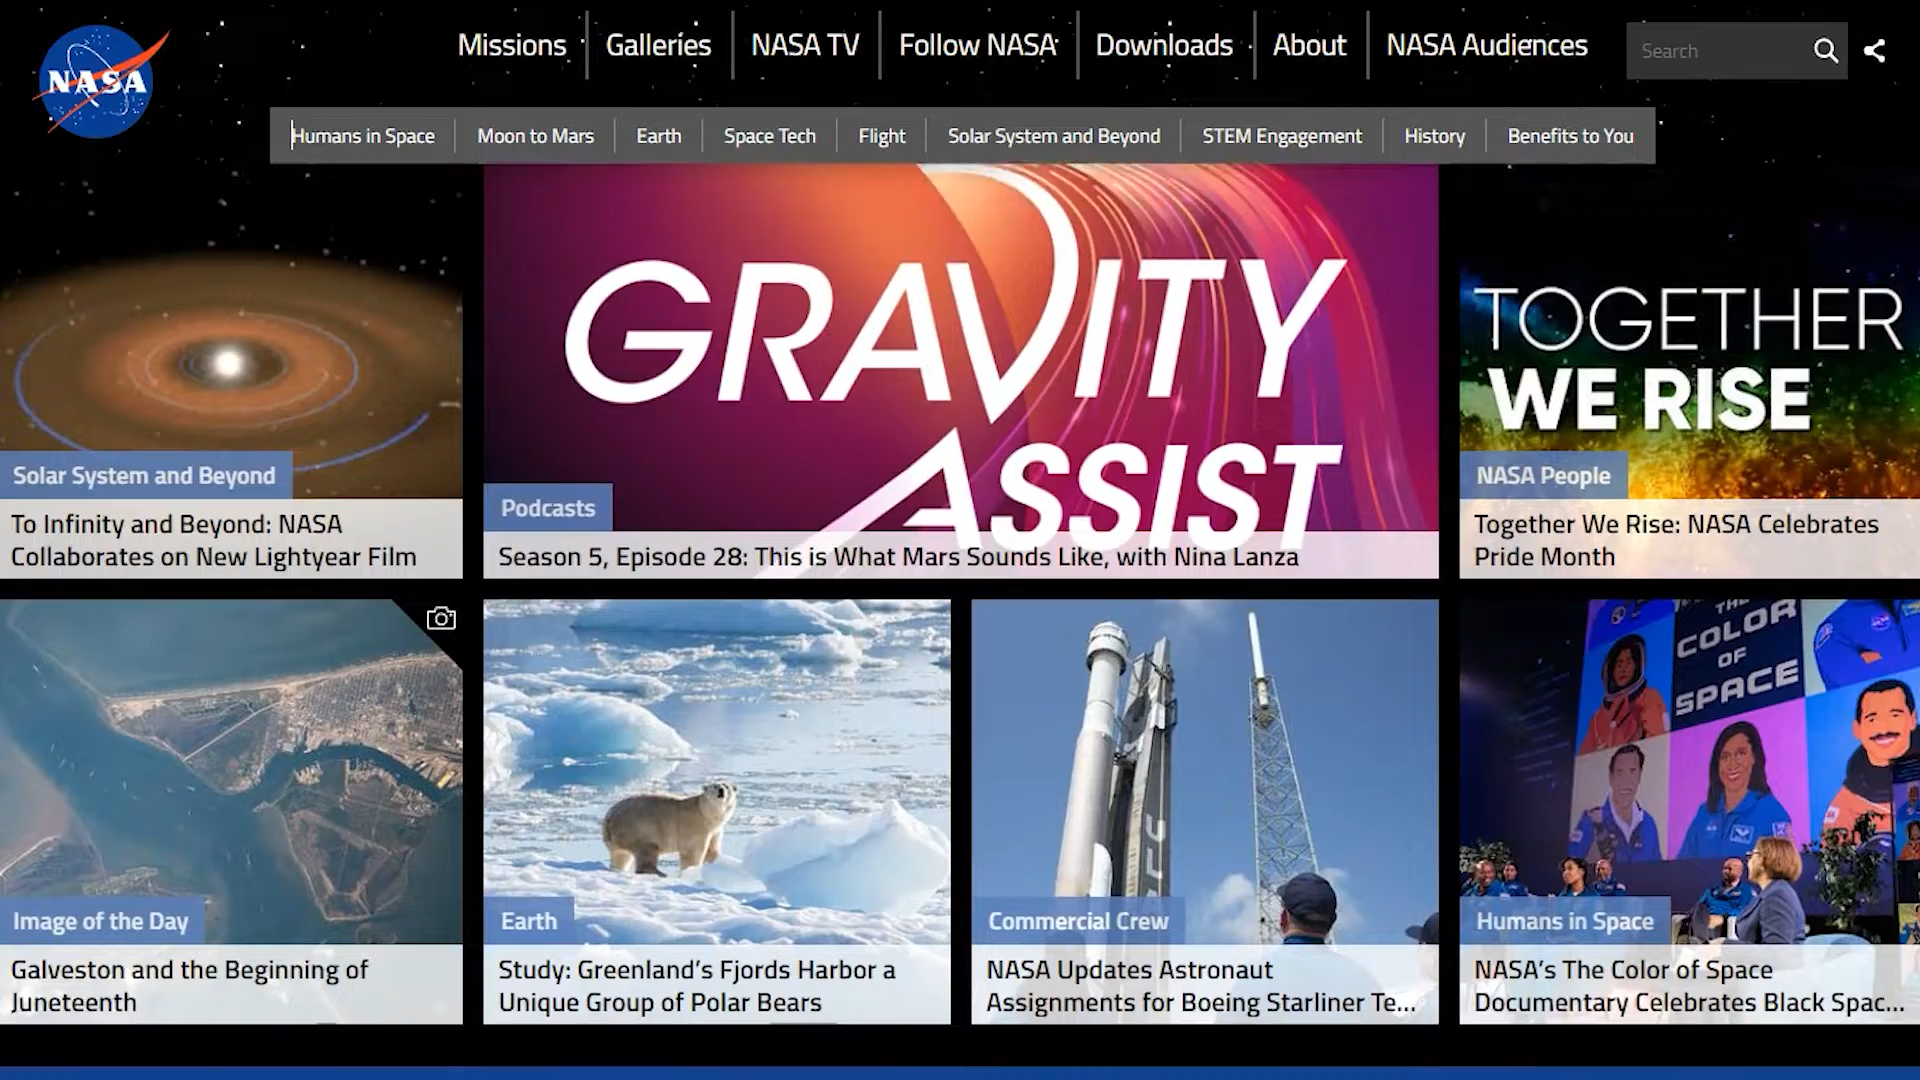 NASA
Missions
Galleries
NASA TV
Follow NASA
Downloads
About
NASA Audiences
Search
Humans in Space
Moon to Mars
Earth
Space Tech
Flight
Solar System and Beyond
STEM Engagement
History
Benefits to You
Solar System and Beyond
To Infinity and Beyond: NASA
Collaborates on New Lightyear Film
GRAVITY
ASSIST
Podcasts
Season 5, Episode 28: This is What Mars Sounds Like, with Nina Lanza
TOGETHER
WE RISE
NASA People
Together We Rise: NASA Celebrates
Pride Month
Image of the Day
Galveston and the Beginning of
Juneteenth
Earth
Study: Greenland’s Fjords Harbor a
Unique Group of Polar Bears
Commercial Crew
NASA Updates Astronaut
Assignments for Boeing Starliner Te...
THE
COLOR
OF
SPACE
Humans in Space
NASA’s The Color of Space
Documentary Celebrates Black Spac...